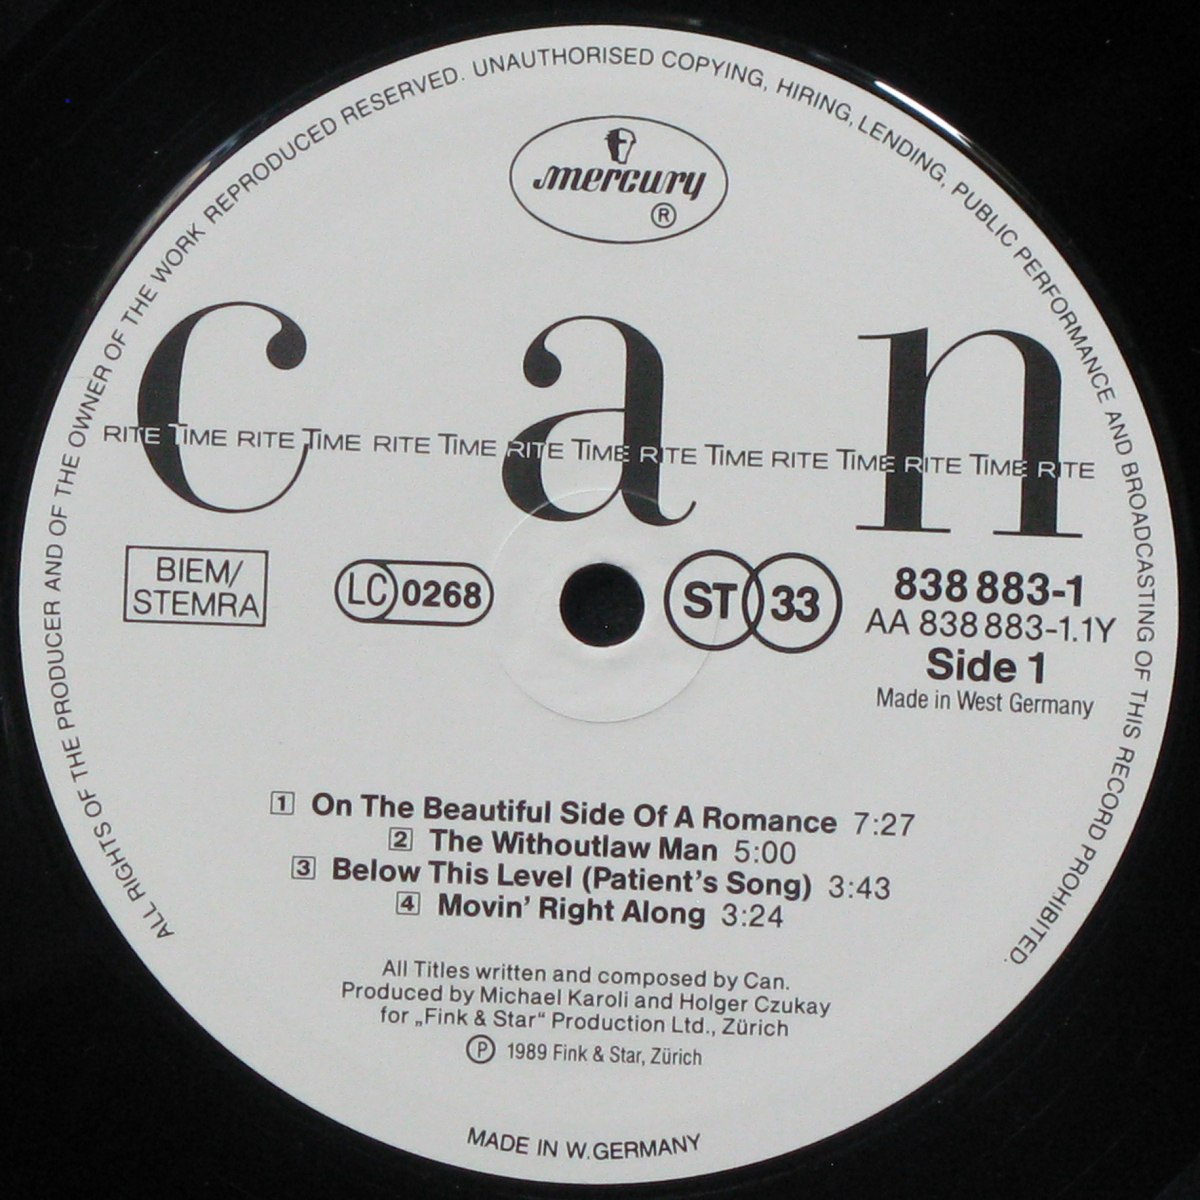 ALL RIGHTS OF THE PRODUCER AND OF THE OWNER OF THE WORK REPRODUCED RESERVED. UNAUTHORISED COPYING, HIRING, LENDING, PUBLIC PERFORMANCE AND BROADCASTING OF THIS RECORD PROHIBITED.
mercury
®
can
RITE TIME RITE TIME RITE TIME RITE TIME RITE TIME RITE TIME RITE TIME RITE
BIEM/
STEMRA
LC 0268
ST 33
838 883-1
AA 838 883-1.1Y
Side 1
Made in West Germany
1 On The Beautiful Side Of A Romance 7:27
2 The Withoutlaw Man 5:00
3 Below This Level (Patient's Song) 3:43
4 Movin' Right Along 3:24
All Titles written and composed by Can.
Produced by Michael Karoli and Holger Czukay
for „Fink & Star“ Production Ltd., Zürich
Ⓟ 1989 Fink & Star, Zürich
MADE IN W. GERMANY